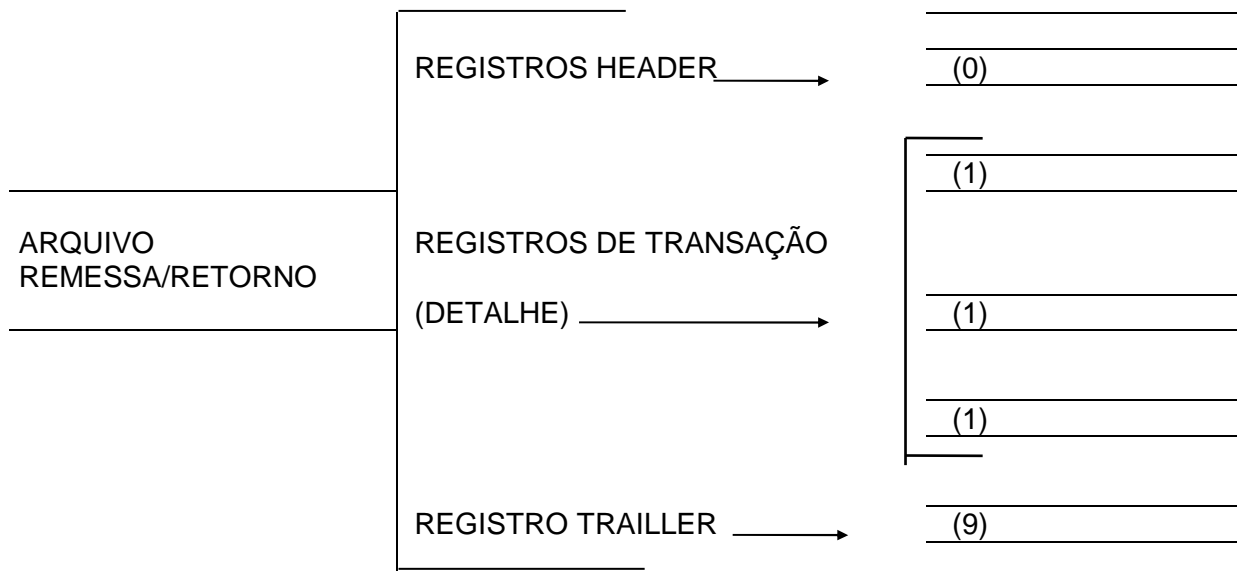 REGISTROS HEADER
(0)
(1)
ARQUIVO
REMESSA/RETORNO
REGISTROS DE TRANSAÇÃO
(DETALHE)
(1)
(1)
REGISTRO TRAILLER
(9)